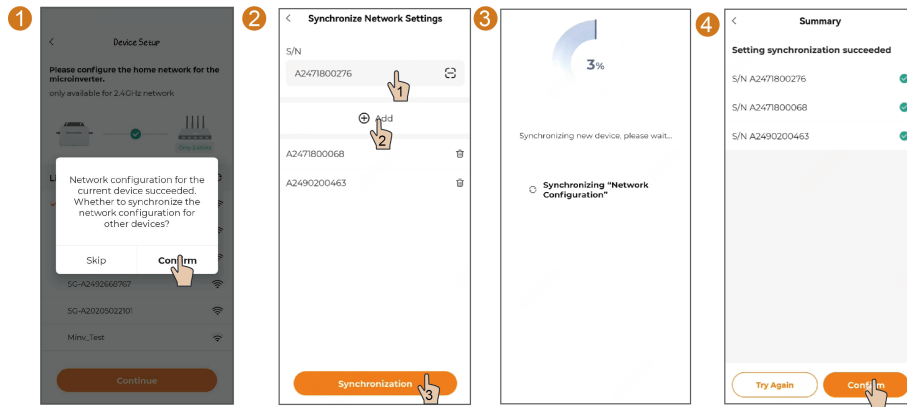 1
Device Setup
Please configure the home network for the
microinverter.
only available for 2.4GHz network
Only 2.4GHz
Network configuration for the
current device succeeded.
Whether to synchronize the
network configuration for
other devices?
Skip
Confirm
SG-A2492668767
SG-A20205022101
Minv_Test
Continue
2
Synchronize Network Settings
S/N
A2471800276
1
Add
2
A2471800068
A2490200463
Synchronization
3
3
3%
Synchronizing new device, please wait...
Synchronizing "Network
Configuration"
4
Summary
Setting synchronization succeeded
S/N A2471800276
S/N A2471800068
S/N A2490200463
Try Again
Confirm